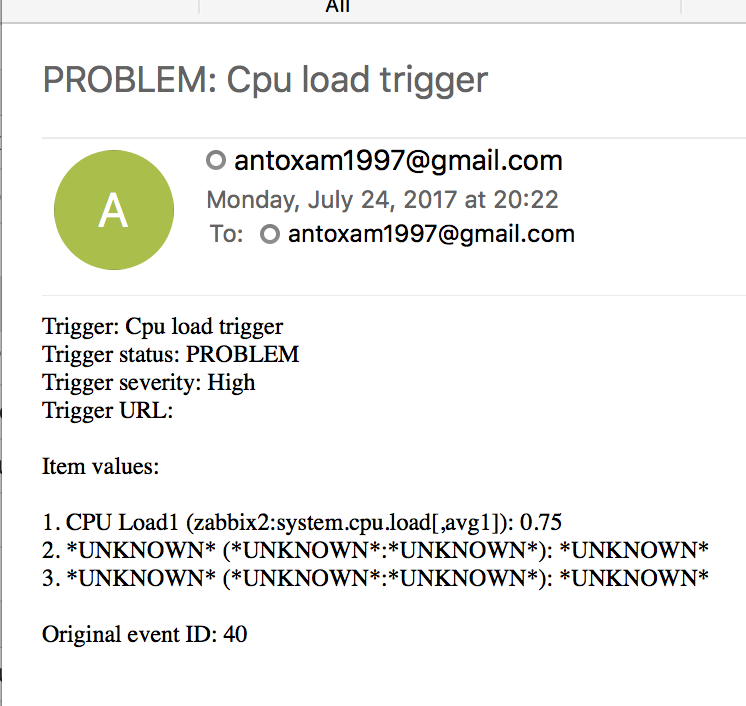 All
PROBLEM: Cpu load trigger
A
antoxam1997@gmail.com
Monday, July 24, 2017 at 20:22
To: antoxam1997@gmail.com
Trigger: Cpu load trigger
Trigger status: PROBLEM
Trigger severity: High
Trigger URL:
Item values:
1. CPU Load1 (zabbix2:system.cpu.load[,avg1]): 0.75
2. *UNKNOWN* (*UNKNOWN*:*UNKNOWN*): *UNKNOWN*
3. *UNKNOWN* (*UNKNOWN*:*UNKNOWN*): *UNKNOWN*
Original event ID: 40